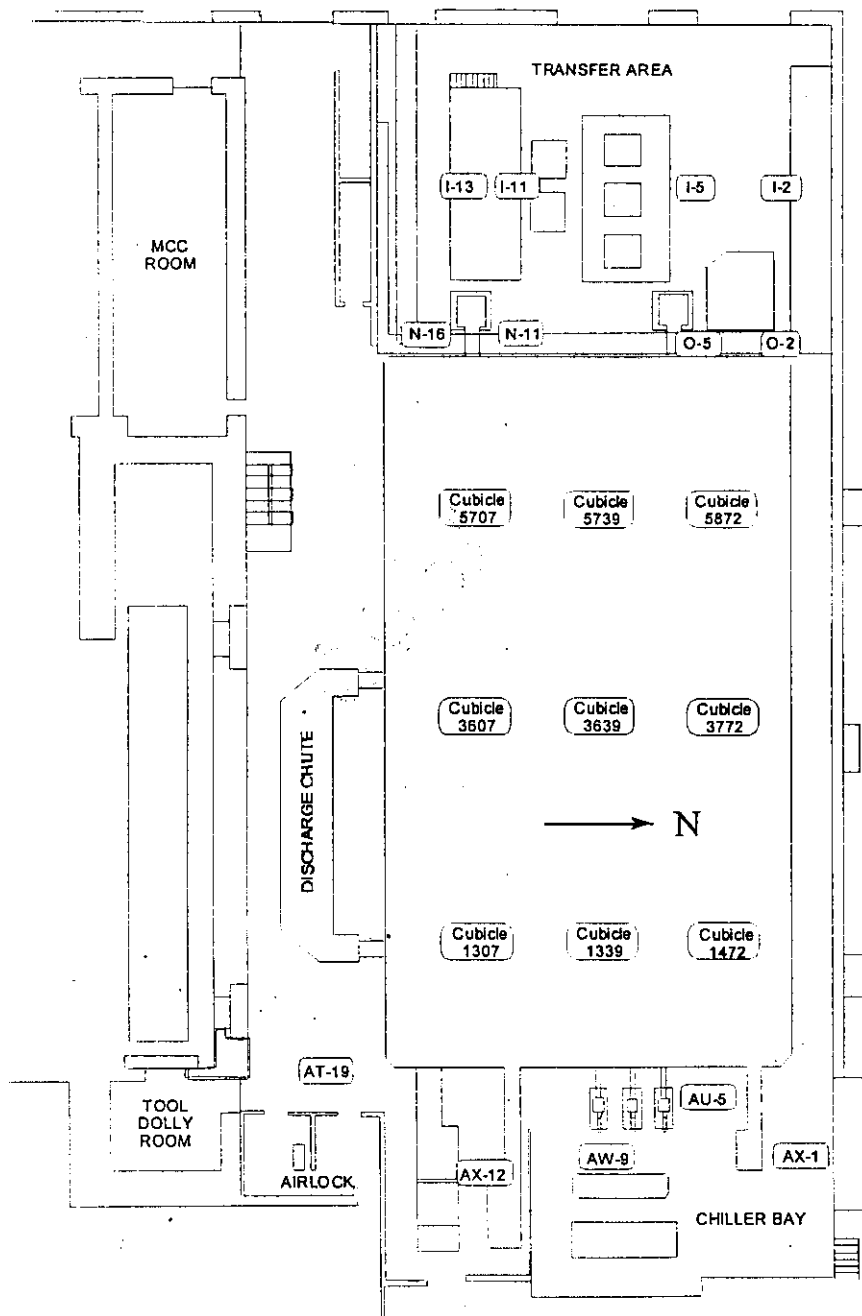 TRANSFER AREA
I-13
I-11
I-5
I-2
MCC
ROOM
N-16
N-11
O-5
O-2
Cubicle
5707
Cubicle
5739
Cubicle
5872
Cubicle
3607
Cubicle
3639
Cubicle
3772
DISCHARGE CHUTE
N
Cubicle
1307
Cubicle
1339
Cubicle
1472
AT-19
AU-5
TOOL
DOLLY
ROOM
AIRLOCK
AX-12
AW-9
AX-1
CHILLER BAY